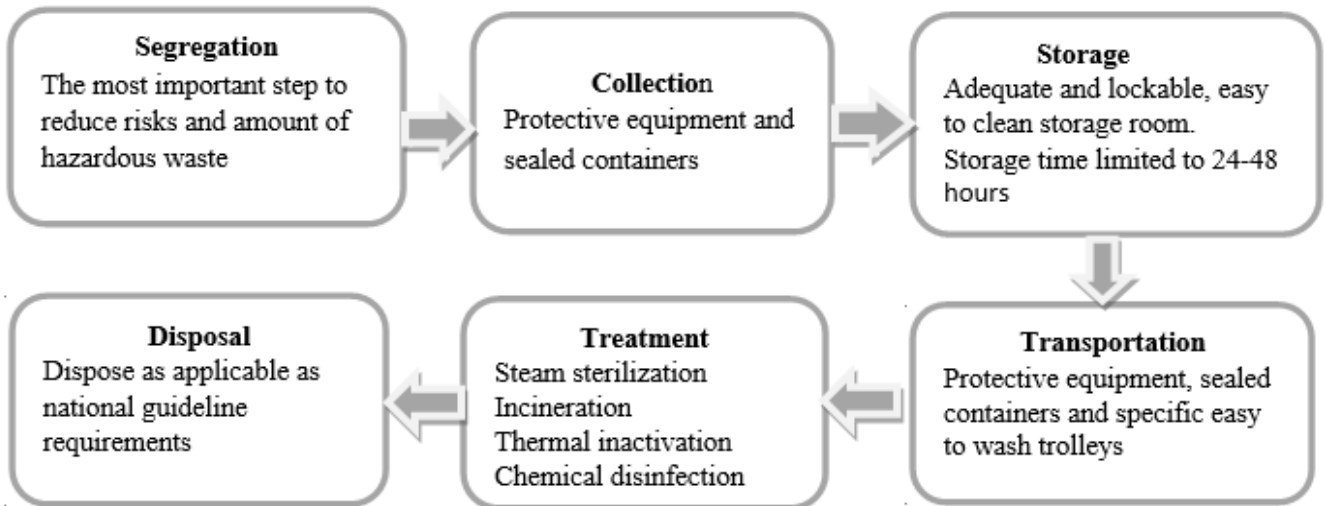 Segregation
The most important step to
reduce risks and amount of
hazardous waste
Collection
Protective equipment and
sealed containers
Storage
Adequate and lockable, easy
to clean storage room.
Storage time limited to 24-48
hours
Transportation
Protective equipment, sealed
containers and specific easy
to wash trolleys
Treatment
Steam sterilization
Incineration
Thermal inactivation
Chemical disinfection
Disposal
Dispose as applicable as
national guideline
requirements